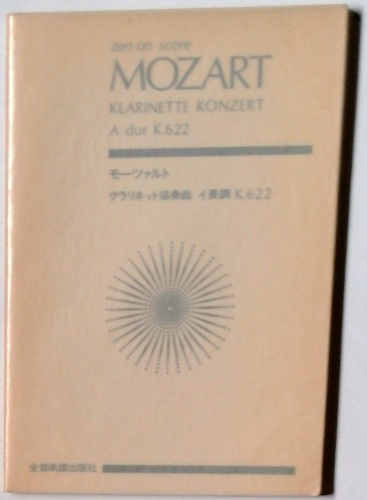 zen-on score
MOZART
KLARINETTE KONZERT
A dur K.622
モーツァルト
クラリネット協奏曲 イ長調 K.622
全音楽譜出版社